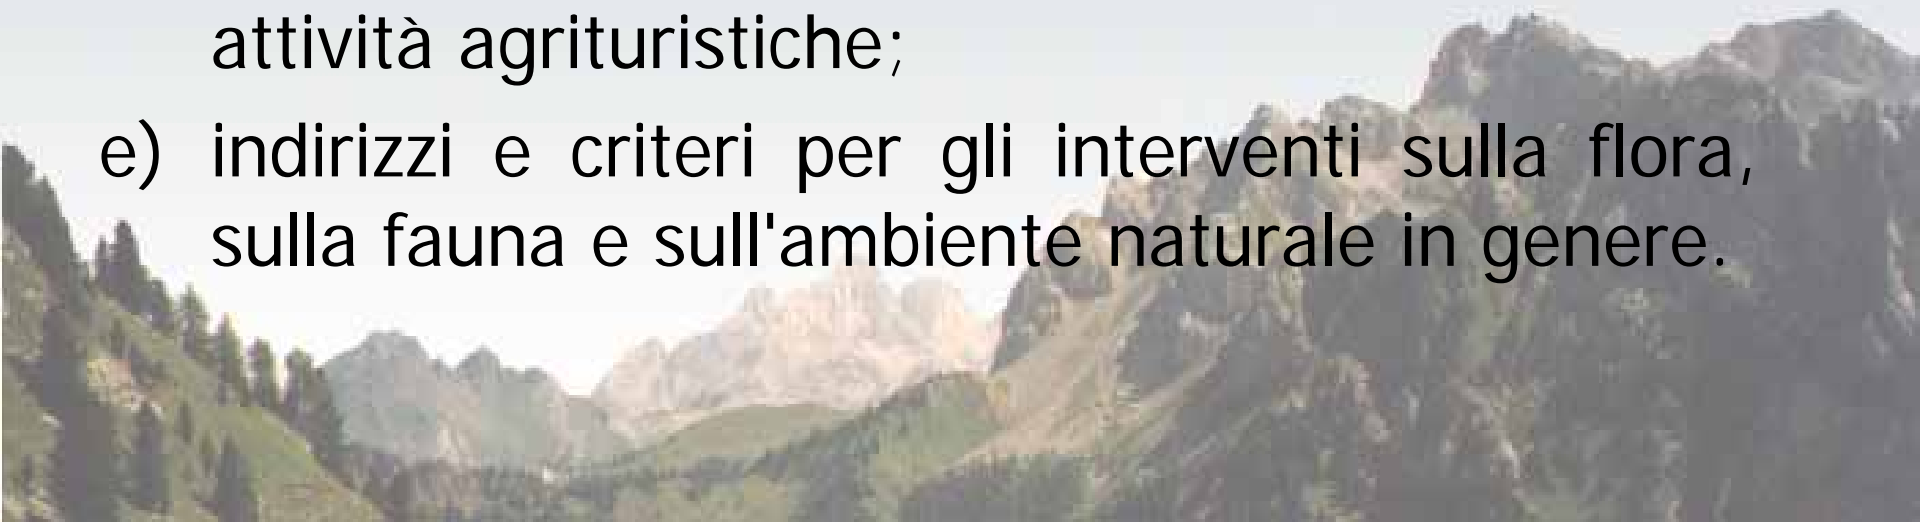 attività agrituristiche;
e) indirizzi e criteri per gli interventi sulla flora,
sulla fauna e sull'ambiente naturale in genere.